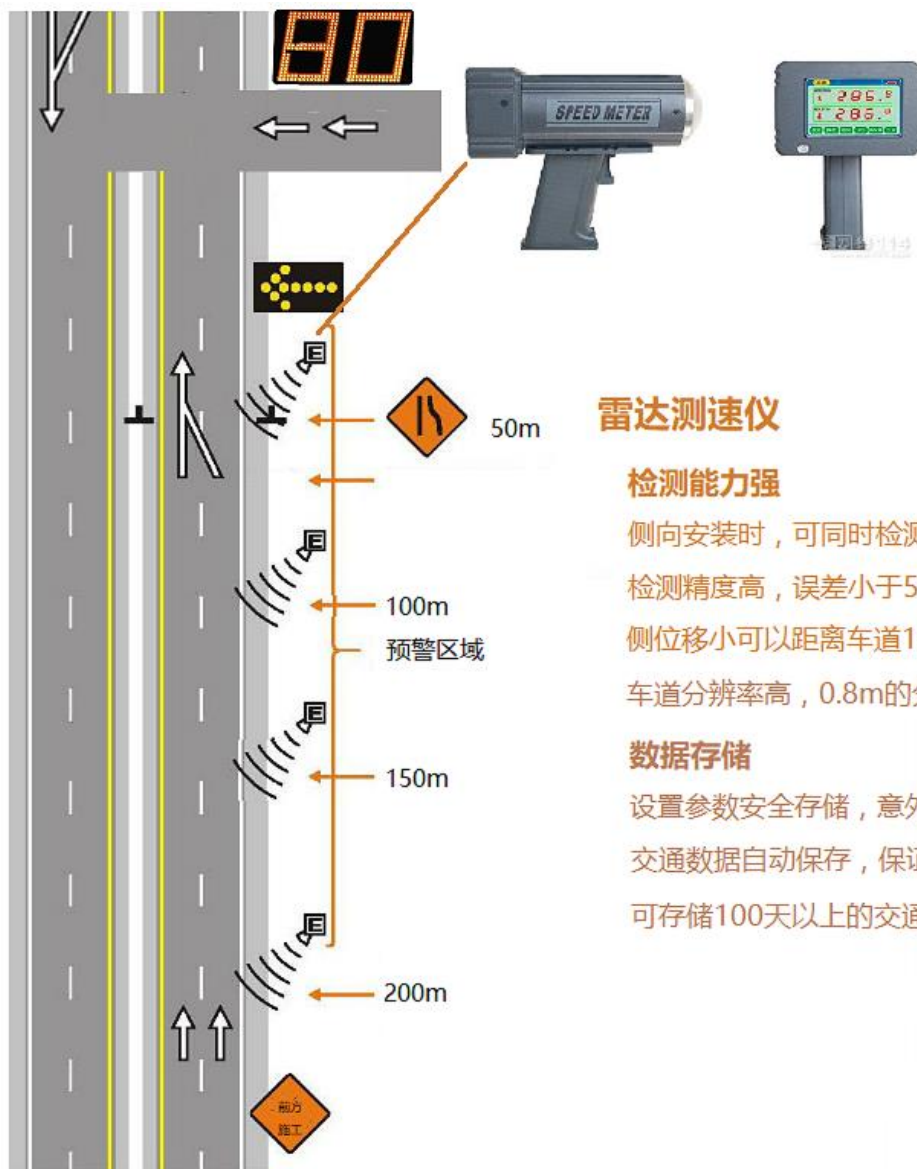 80
SPEED METER
286.
286.
50m
100m
预警区域
150m
200m
前方
施工
雷达测速仪
检测能力强
侧向安装时，可同时检测
检测精度高，误差小于5
侧位移小可以距离车道1
车道分辨率高，0.8m的
数据存储
设置参数安全存储，意外
交通数据自动保存，保证
可存储100天以上的交通
E
E
E
E